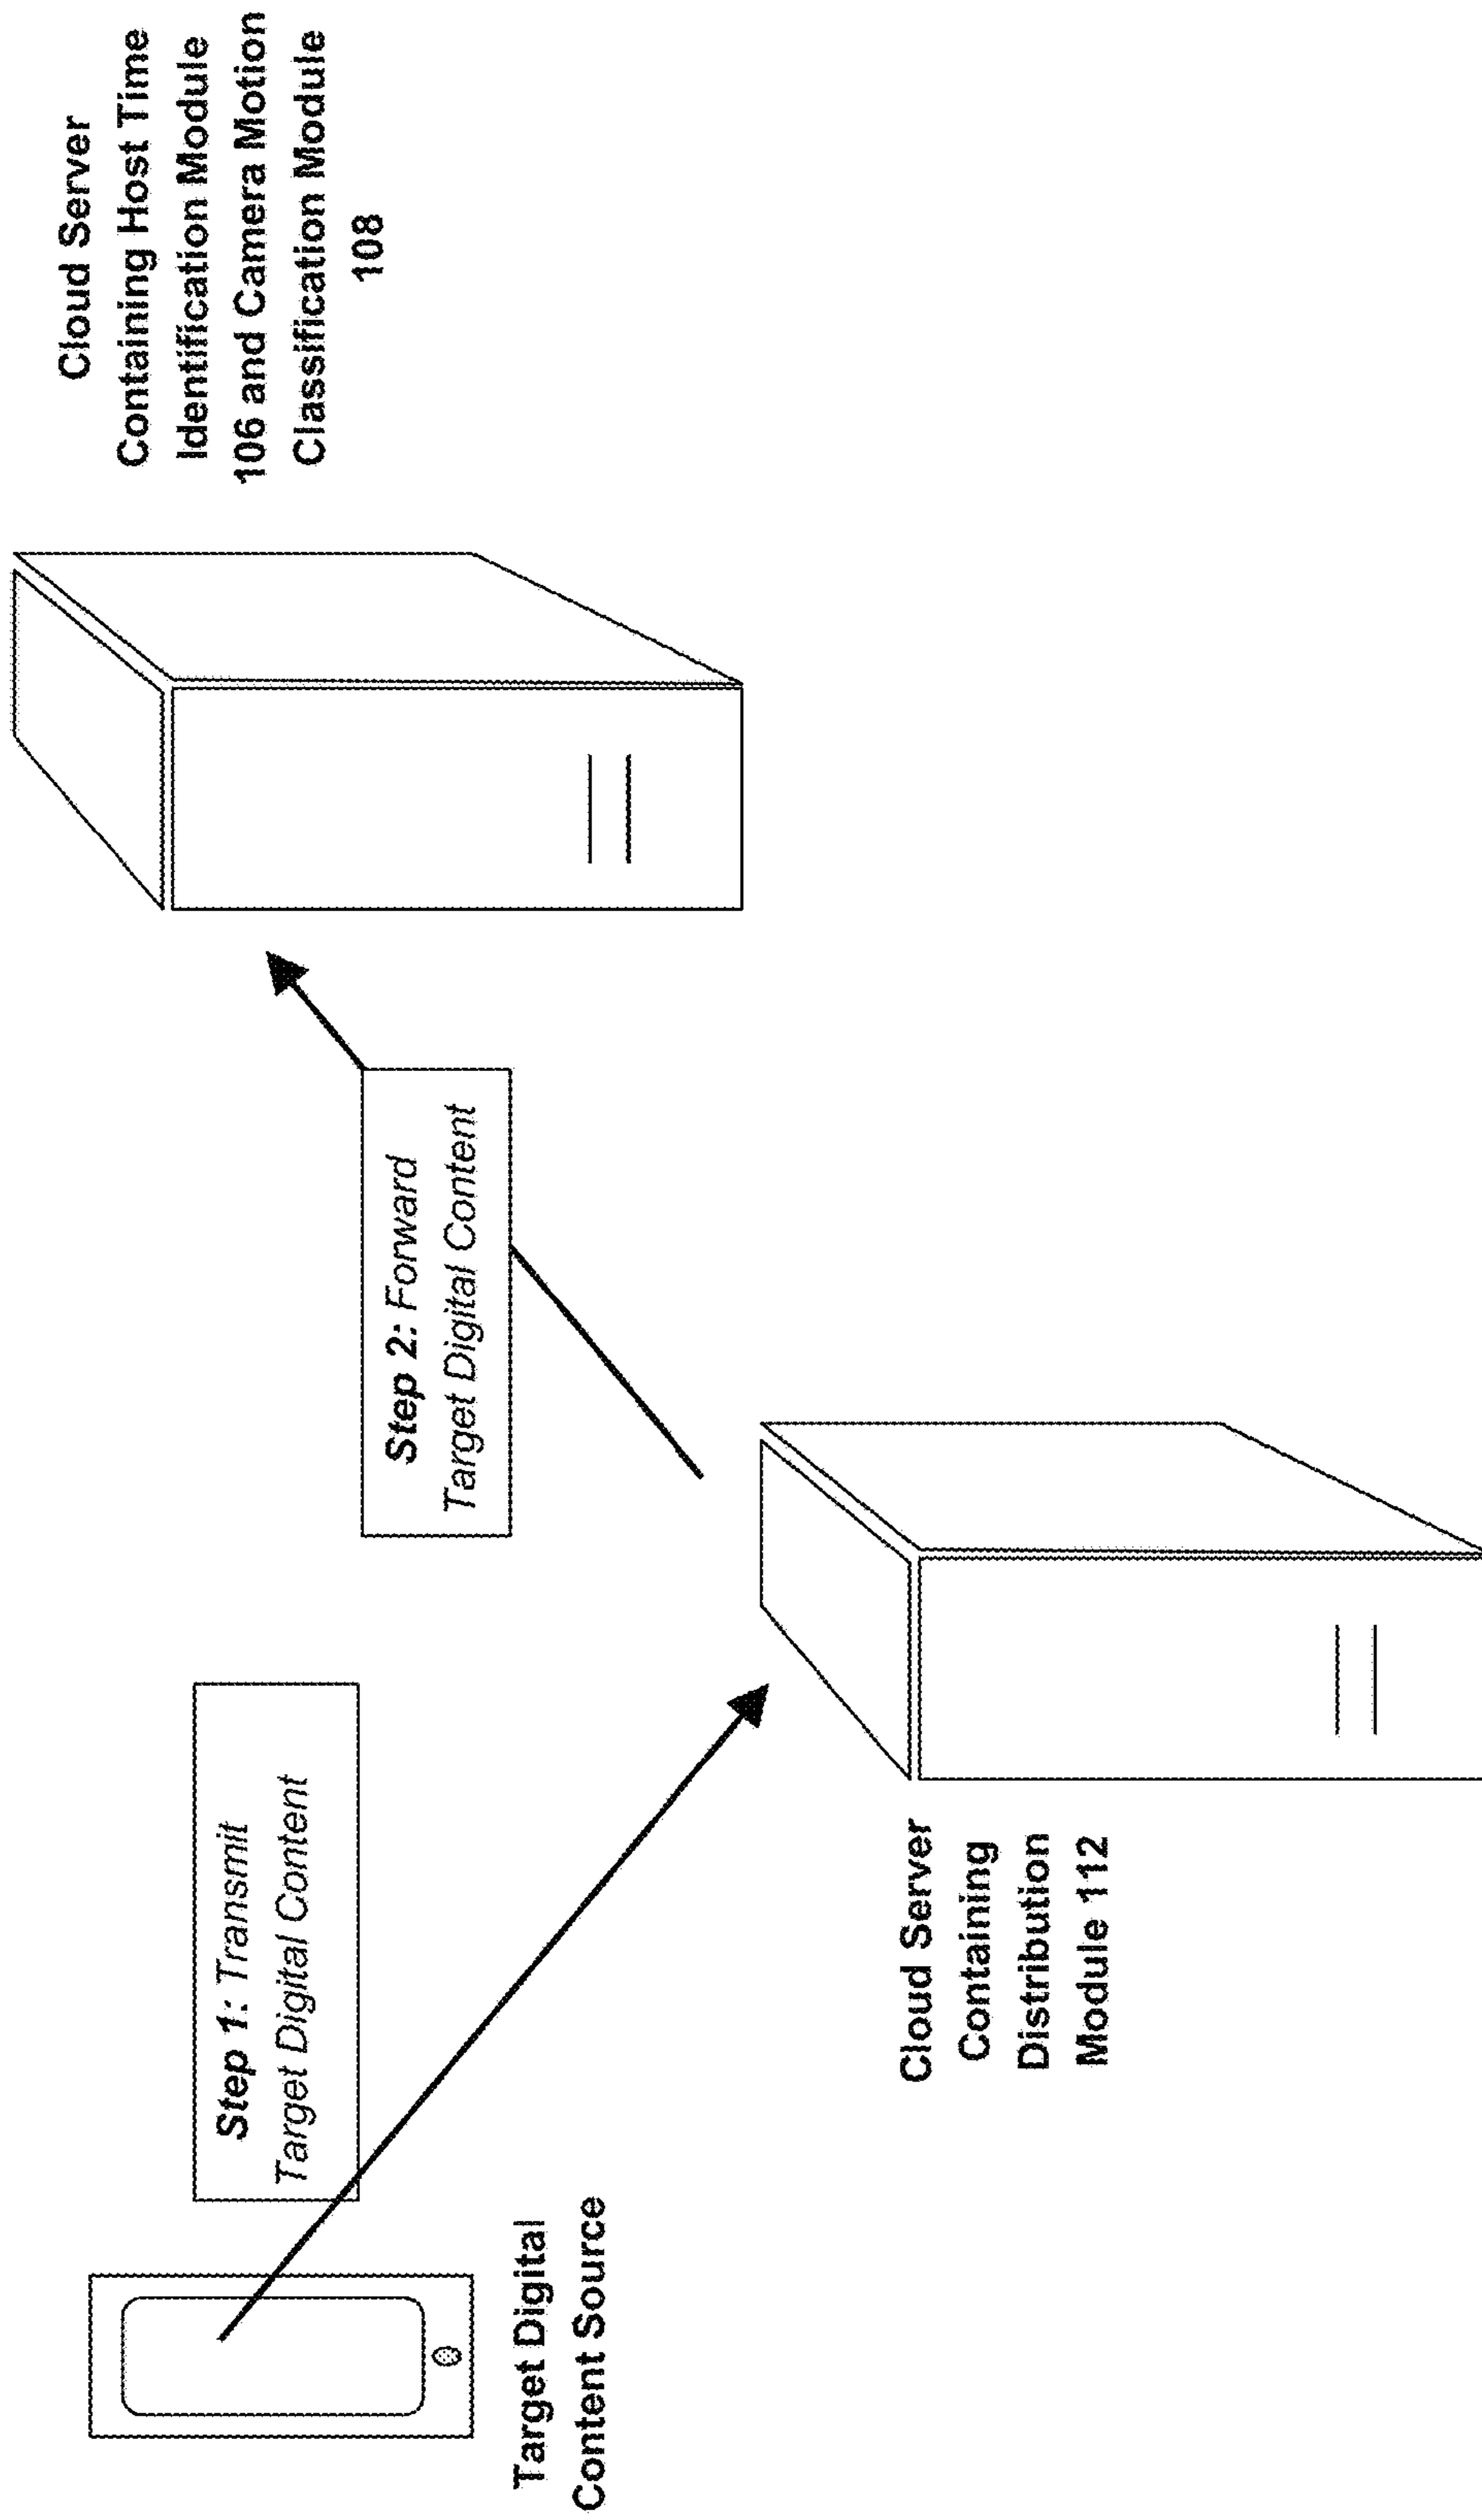 Step 1: Transmit
Target Digital Content
Target Digital
Content Source
Step 2: Forward
Target Digital Content
Cloud Server
Containing
Distribution
Module 112
Cloud Server
Containing Host Time
Identification Module
106 and Camera Motion
Classification Module
108